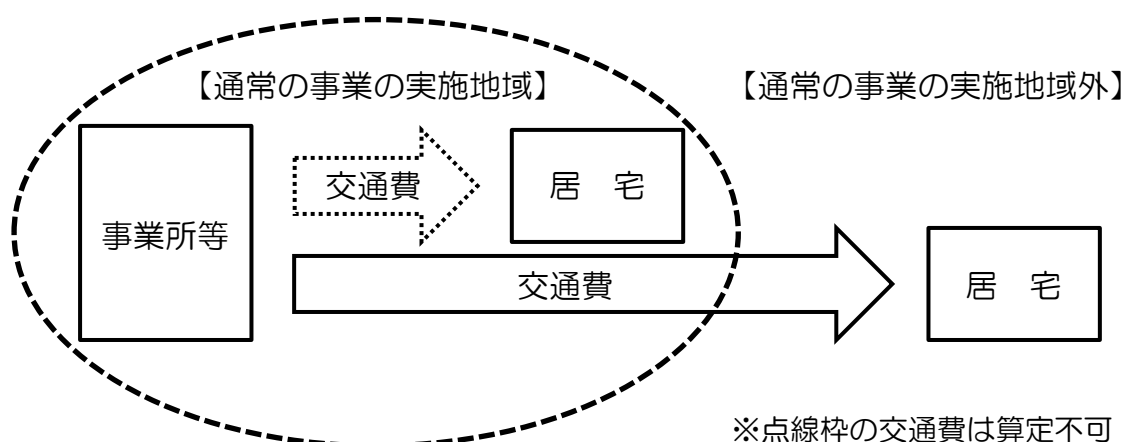 【通常の事業の実施地域】
【通常の事業の実施地域外】
交通費
居　宅
事業所等
交通費
居　宅
※点線枠の交通費は算定不可